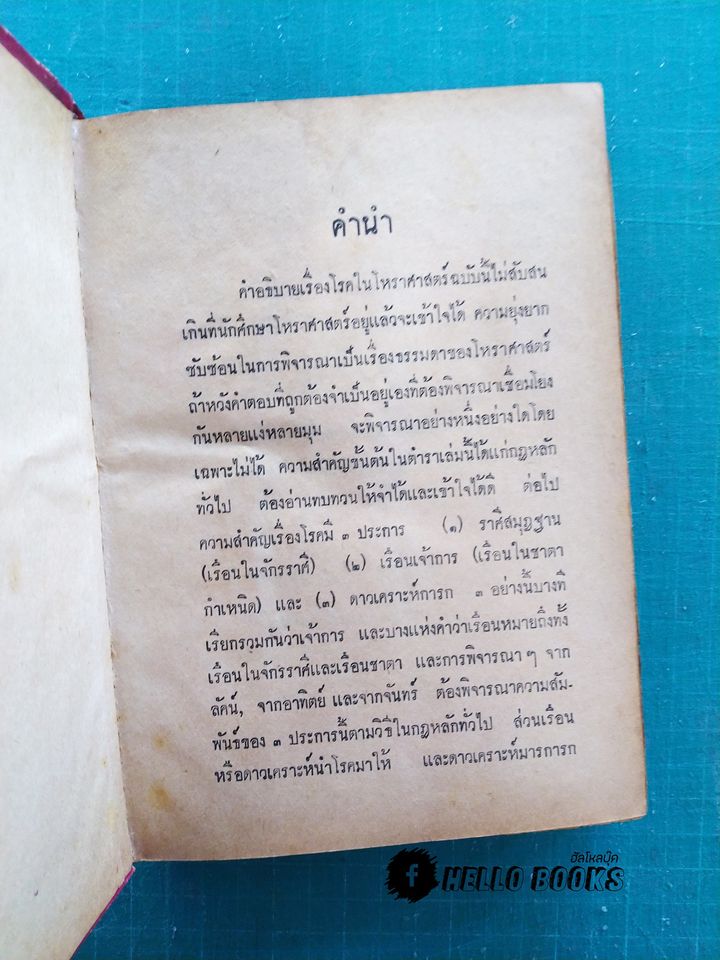 คำนำ
คำอธิบายเรื่องโรคในโหราศาสตร์ฉบับนี้ไม่สับสน
เกินที่นักศึกษาโหราศาสตร์อยู่แล้วจะเข้าใจได้ ความยุ่งยาก
ซับซ้อนในการพิจารณาเป็นเรื่องธรรมดาของโหราศาสตร์
ถ้าหวังคำตอบที่ถูกต้องจำเป็นอยู่เองที่ต้องพิจารณาเชื่อมโยง
กันหลายแง่หลายมุม จะพิจารณาอย่างหนึ่งอย่างใดโดย
เฉพาะไม่ได้ ความสำคัญขั้นต้นในตำราเล่มนี้ได้แก่กฎหลัก
ทั่วไป ต้องอ่านทบทวนให้จำได้และเข้าใจได้ดี ต่อไป
ความสำคัญเรื่องโรคมี ๓ ประการ (๑) ราศีสมุฏฐาน
(เรือนในจักรราศี) (๒) เรือนเจ้าการ (เรือนในชาตา
กำเหนิด) และ (๓) ดาวเคราะห์การก ๓ อย่างนี้บางที
เรียกรวมกันว่าเจ้าการ และบางแห่งคำว่าเรือนหมายถึงทั้ง
เรือนในจักรราศีและเรือนชาตา และการพิจารณา ๆ จาก
ลัคน์, จากอาทิตย์ และจากจันทร์ ต้องพิจารณาความสัม-
พันธ์ของ ๓ ประการนี้ตามวิธีในกฎหลักทั่วไป ส่วนเรือน
หรือดาวเคราะห์นำโรคมาให้ และดาวเคราะห์มารการก
ฮัลโหลบุ๊ค
f HELLO BOOKS